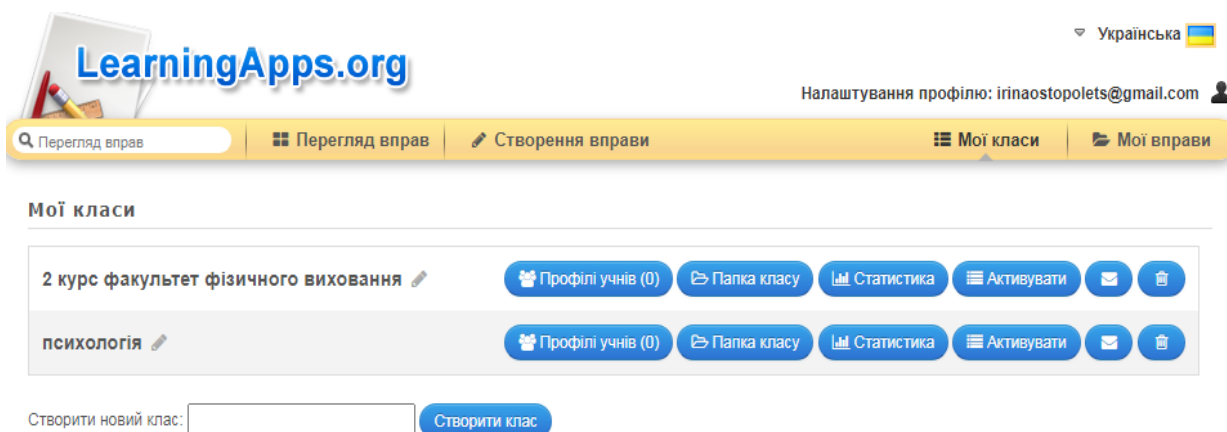 Українська
LearningApps.org
Налаштування профілю: irinaostopolets@gmail.com
Перегляд вправ Перегляд вправ Створення вправи Мої класи Мої вправи
Мої класи
2 курс факультет фізичного виховання Профілі учнів (0) Папка класу Статистика Активувати
психологія Профілі учнів (0) Папка класу Статистика Активувати
Створити новий клас: Створити клас